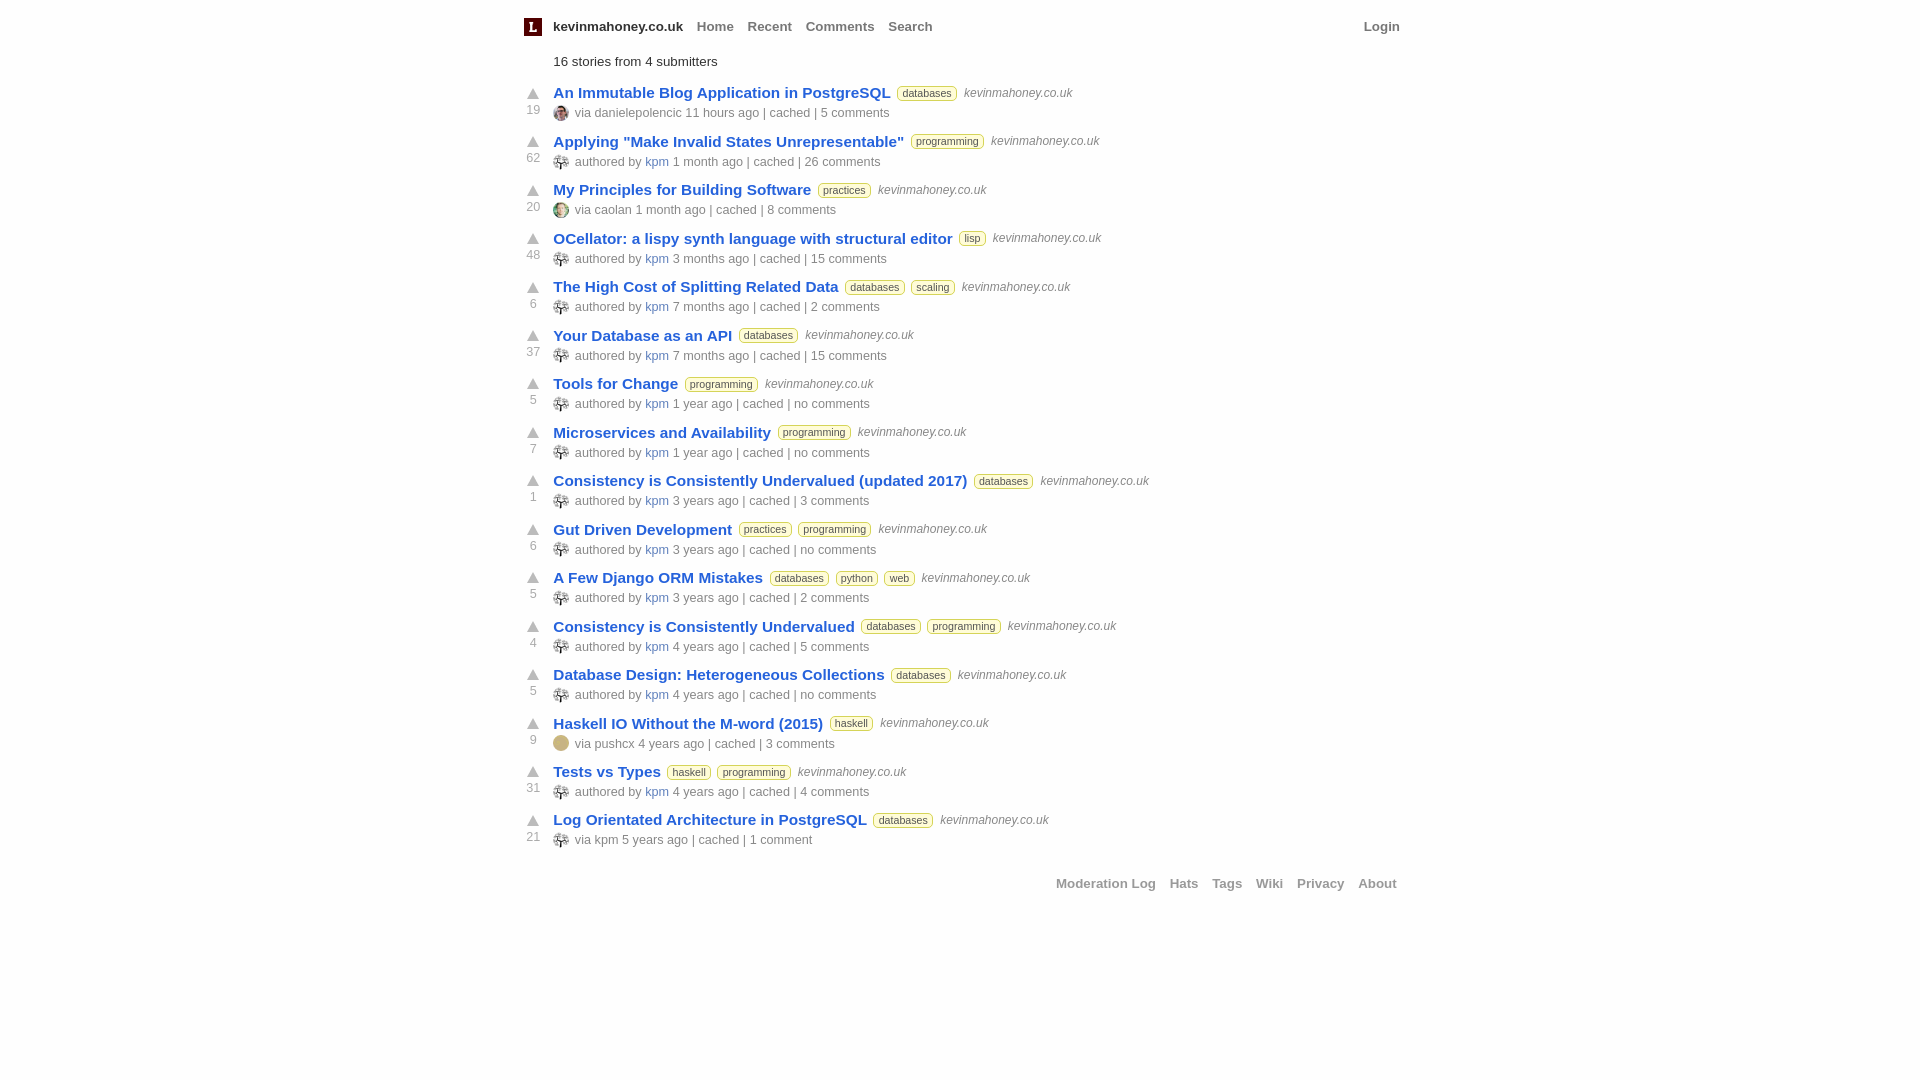 L kevinmahoney.co.uk Home Recent Comments Search Login
16 stories from 4 submitters
An Immutable Blog Application in PostgreSQL databases kevinmahoney.co.uk
19 via danielepolencic 11 hours ago | cached | 5 comments
Applying "Make Invalid States Unrepresentable" programming kevinmahoney.co.uk
62 authored by kpm 1 month ago | cached | 26 comments
My Principles for Building Software practices kevinmahoney.co.uk
20 via caolan 1 month ago | cached | 8 comments
OCellator: a lispy synth language with structural editor lisp kevinmahoney.co.uk
48 authored by kpm 3 months ago | cached | 15 comments
The High Cost of Splitting Related Data databases scaling kevinmahoney.co.uk
6 authored by kpm 7 months ago | cached | 2 comments
Your Database as an API databases kevinmahoney.co.uk
37 authored by kpm 7 months ago | cached | 15 comments
Tools for Change programming kevinmahoney.co.uk
5 authored by kpm 1 year ago | cached | no comments
Microservices and Availability programming kevinmahoney.co.uk
7 authored by kpm 1 year ago | cached | no comments
Consistency is Consistently Undervalued (updated 2017) databases kevinmahoney.co.uk
1 authored by kpm 3 years ago | cached | 3 comments
Gut Driven Development practices programming kevinmahoney.co.uk
6 authored by kpm 3 years ago | cached | no comments
A Few Django ORM Mistakes databases python web kevinmahoney.co.uk
5 authored by kpm 3 years ago | cached | 2 comments
Consistency is Consistently Undervalued databases programming kevinmahoney.co.uk
4 authored by kpm 4 years ago | cached | 5 comments
Database Design: Heterogeneous Collections databases kevinmahoney.co.uk
5 authored by kpm 4 years ago | cached | no comments
Haskell IO Without the M-word (2015) haskell kevinmahoney.co.uk
9 via pushcx 4 years ago | cached | 3 comments
Tests vs Types haskell programming kevinmahoney.co.uk
31 authored by kpm 4 years ago | cached | 4 comments
Log Orientated Architecture in PostgreSQL databases kevinmahoney.co.uk
21 via kpm 5 years ago | cached | 1 comment
Moderation Log Hats Tags Wiki Privacy About